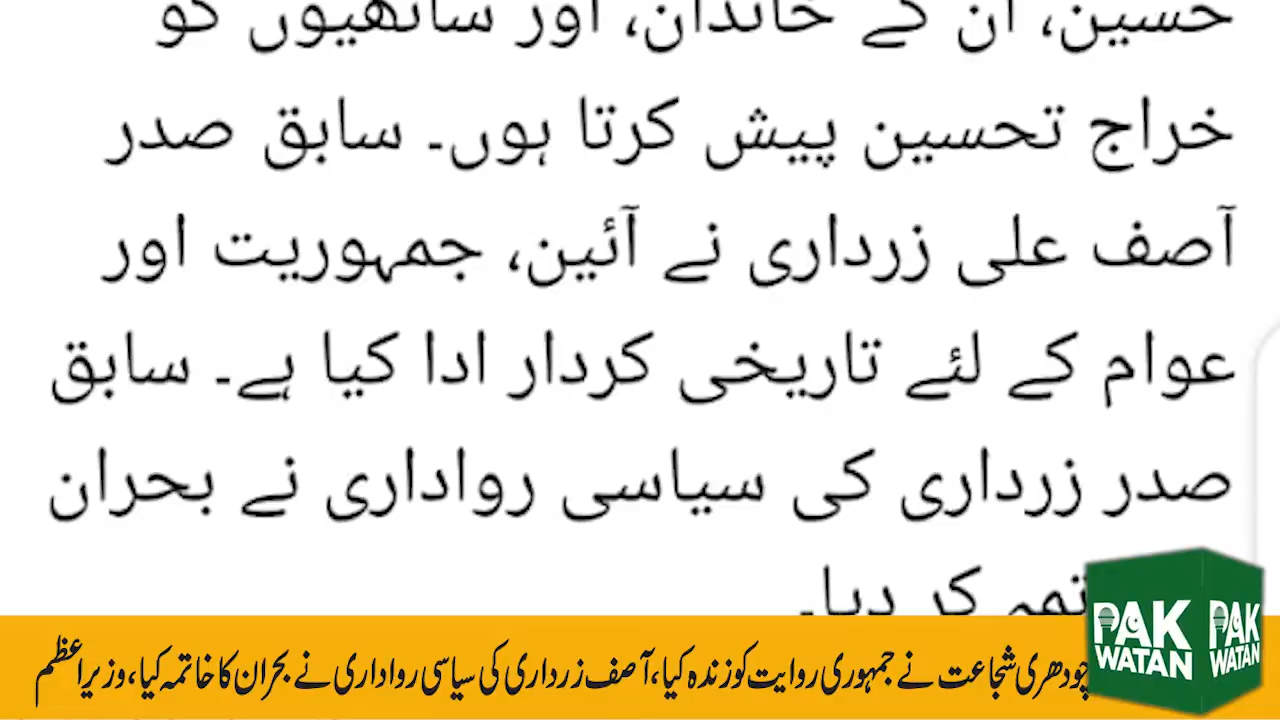 حسین، ان کے خاندان، اور ساتھیوں کو
خراج تحسین پیش کرتا ہوں۔ سابق صدر
آصف علی زرداری نے آئین، جمہوریت اور
عوام کے لئے تاریخی کردار ادا کیا ہے۔ سابق
صدر زرداری کی سیاسی رواداری نے بحران
کر دیا۔
چودھری شجاعت نے جمہوری روایت کو زندہ کیا، آصف زرداری کی سیاسی رواداری نے بحران کا خاتمہ کیا، وزیراعظم
PAK WATAN
PAK WATAN